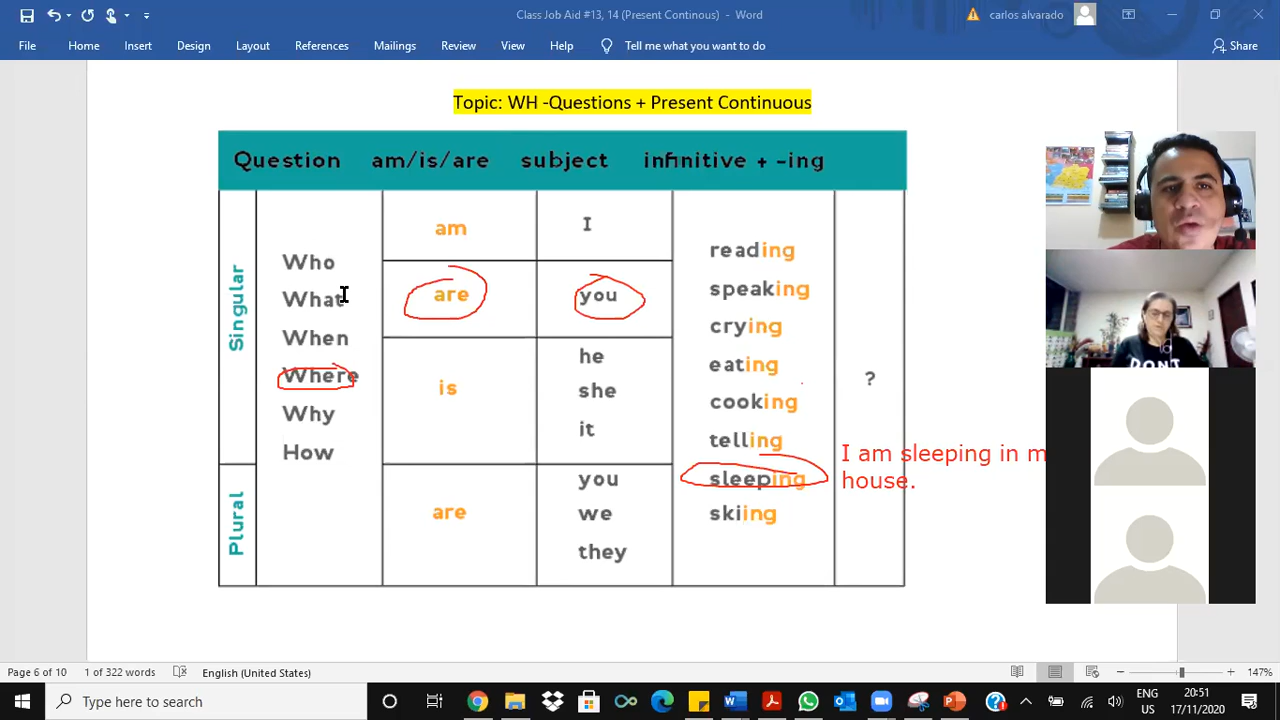 Class Job Aid #13, 14 (Present Continous) - Word
carlos alvarado
File Home Insert Design Layout References Mailings Review View Help Tell me what you want to do Share
Topic: WH -Questions + Present Continuous
Question am/is/are subject infinitive + -ing
Singular
Who
What
When
Where
Why
How
am
are
is
I
you
he
she
it
reading
speaking
crying
eating
cooking
telling
sleeping
skiing
?
I am sleeping in m
house.
Plural
are
you
we
they
DON'T
Page 6 of 10 1 of 322 words English (United States) 147%
Type here to search
ENG
ES
20:51
17/11/2020